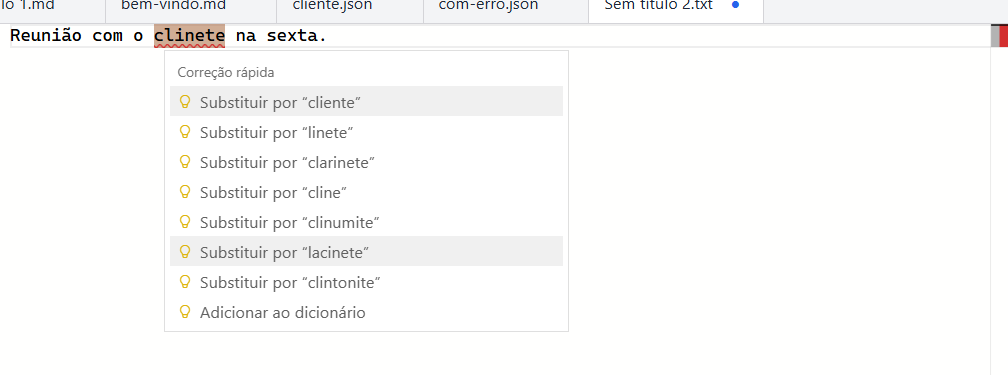 lo 1.md bem-vindo.md cliente.json com-erro.json Sem título 2.txt
Reunião com o clinete na sexta.
Correção rápida
Substituir por “cliente”
Substituir por “linete”
Substituir por “clarinete”
Substituir por “cline”
Substituir por “clinumite”
Substituir por “lacinete”
Substituir por “clintonite”
Adicionar ao dicionário